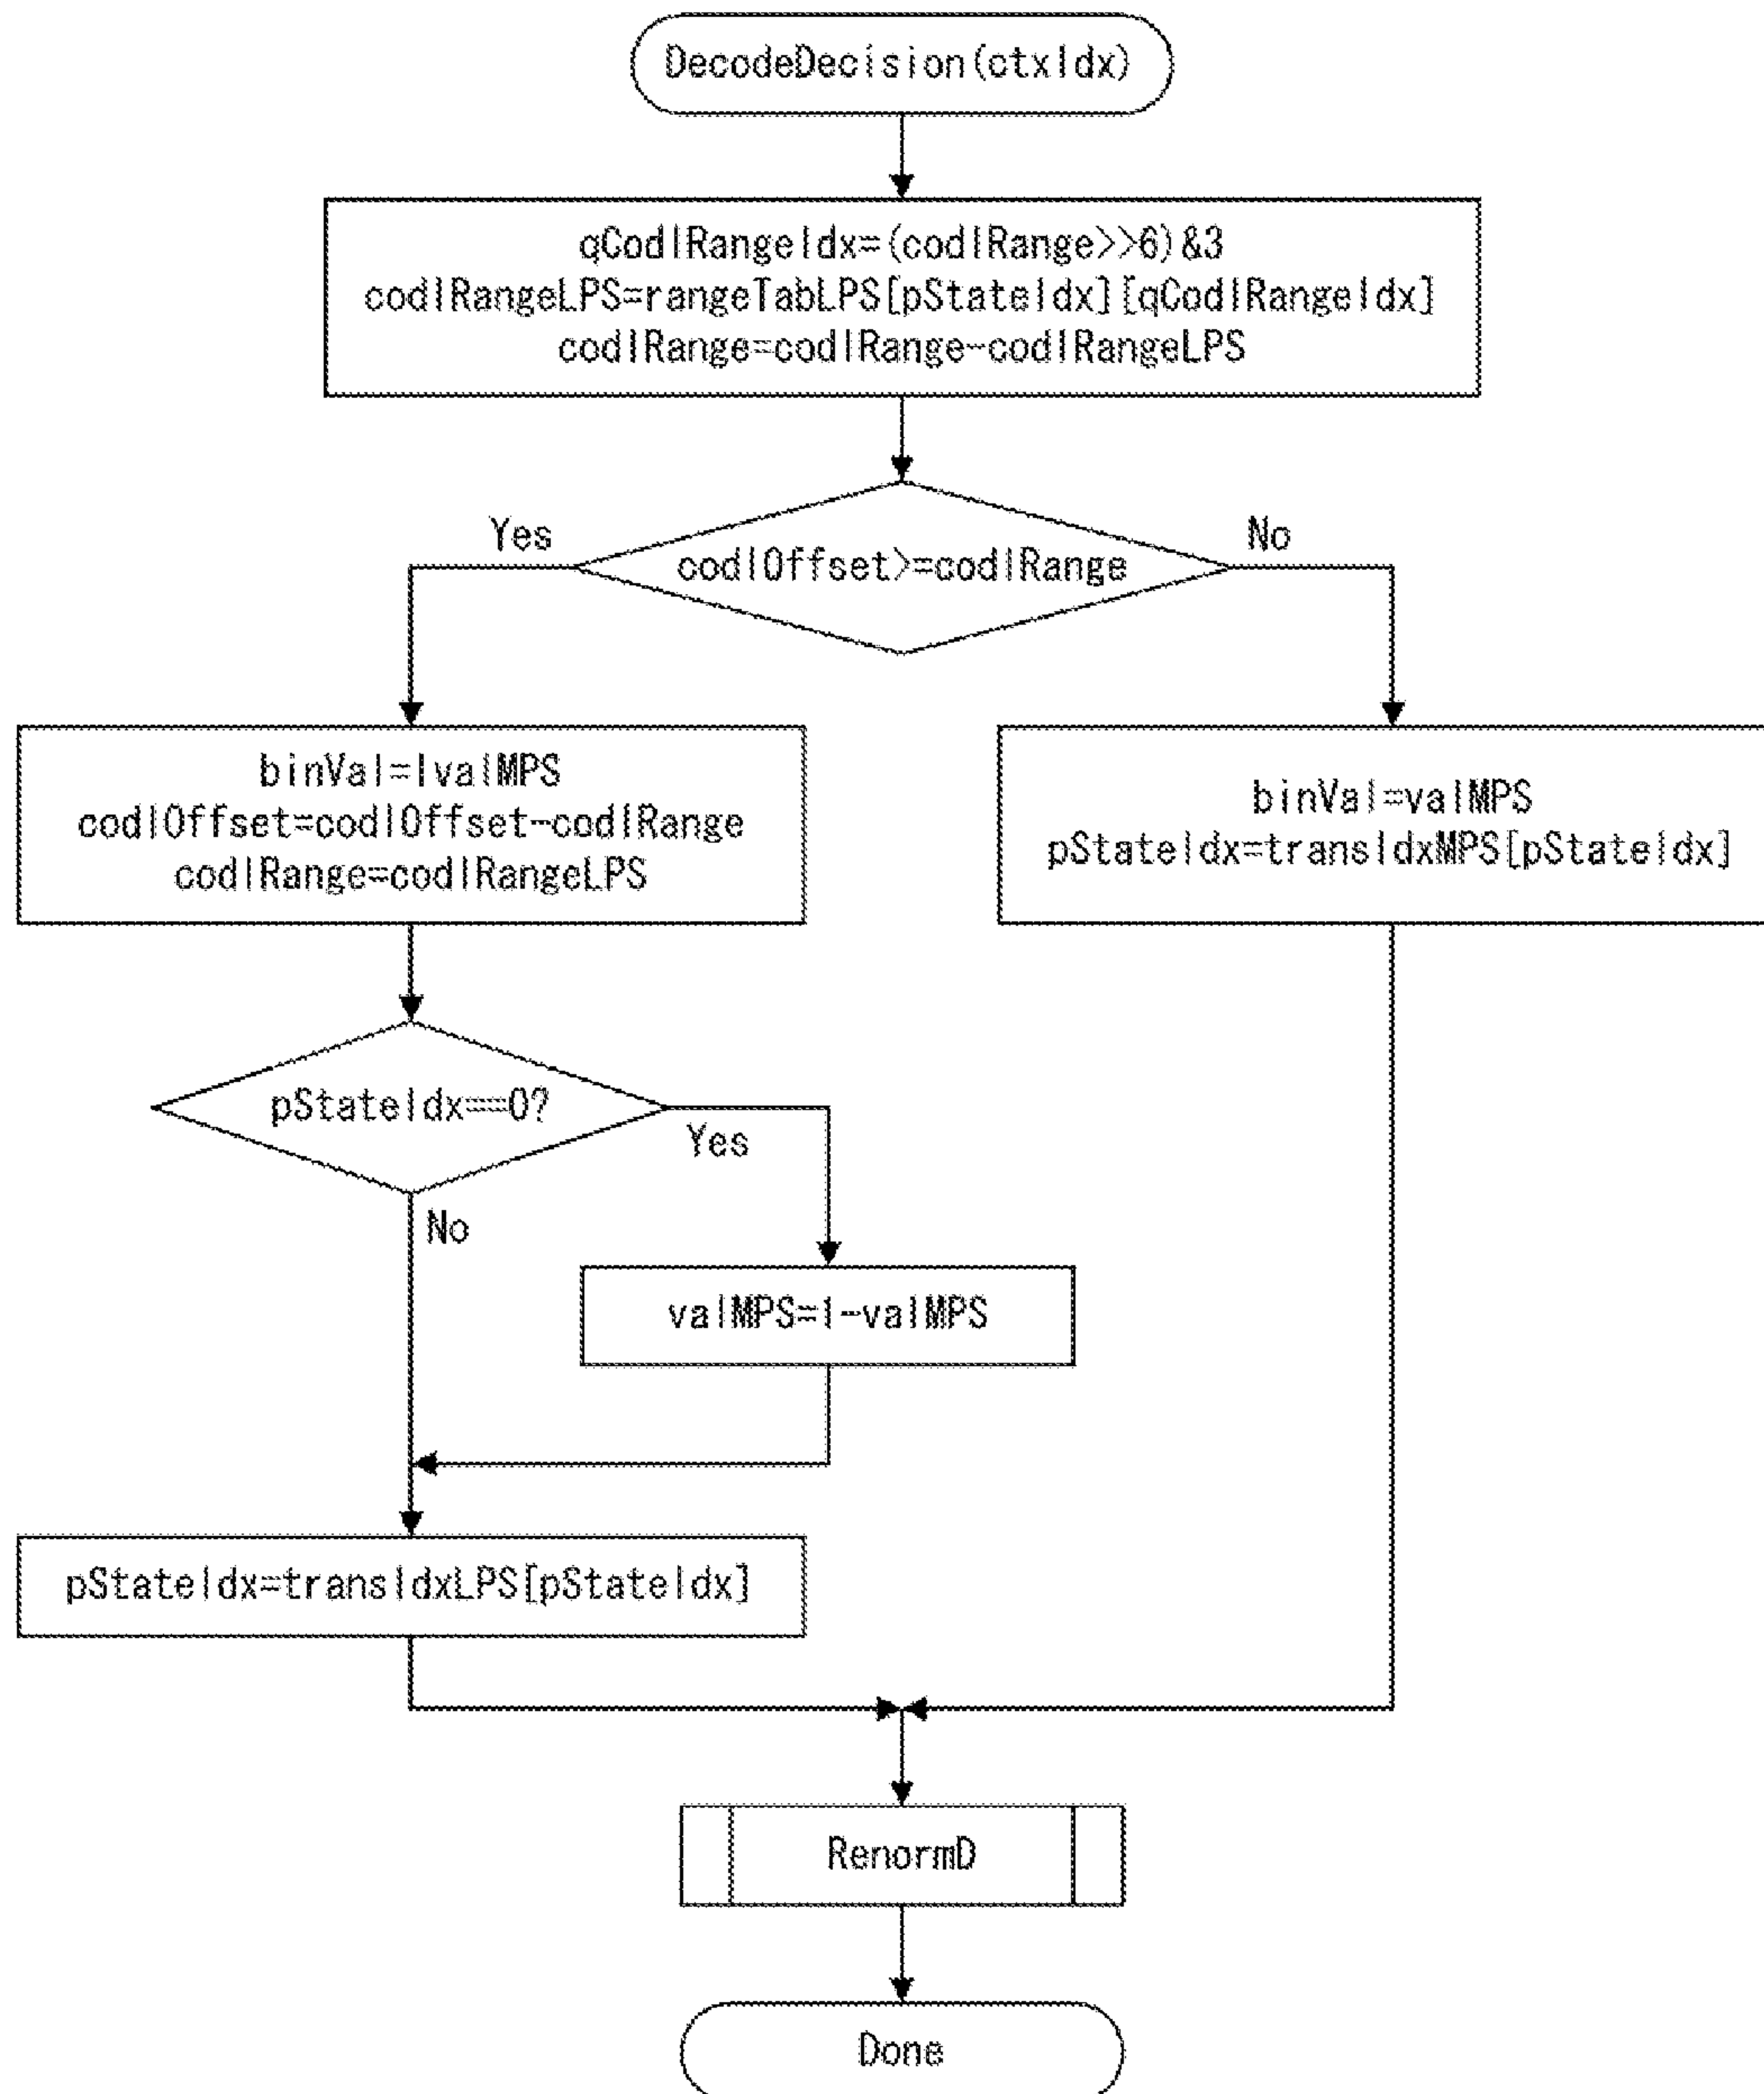 DecodeDecision(ctxIdx)
qCodIRangeIdx=(codIRange>>6)&3
codIRangeLPS=rangeTabLPS[pStateIdx][qCodIRangeIdx]
codIRange=codIRange-codIRangeLPS
codIOffset>=codIRange
Yes
No
binVal=!valMPS
codIOffset=codIOffset-codIRange
codIRange=codIRangeLPS
binVal=valMPS
pStateIdx=transIdxMPS[pStateIdx]
pStateIdx==0?
Yes
No
valMPS=1-valMPS
pStateIdx=transIdxLPS[pStateIdx]
RenormD
Done